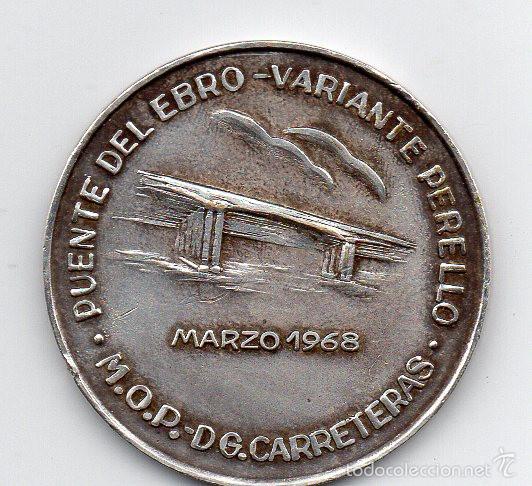 PUENTE DEL EBRO - VARIANTE PERELLO
MARZO 1968
· M.O.P.-D G.CARRETERAS ·
todocoleccion.net